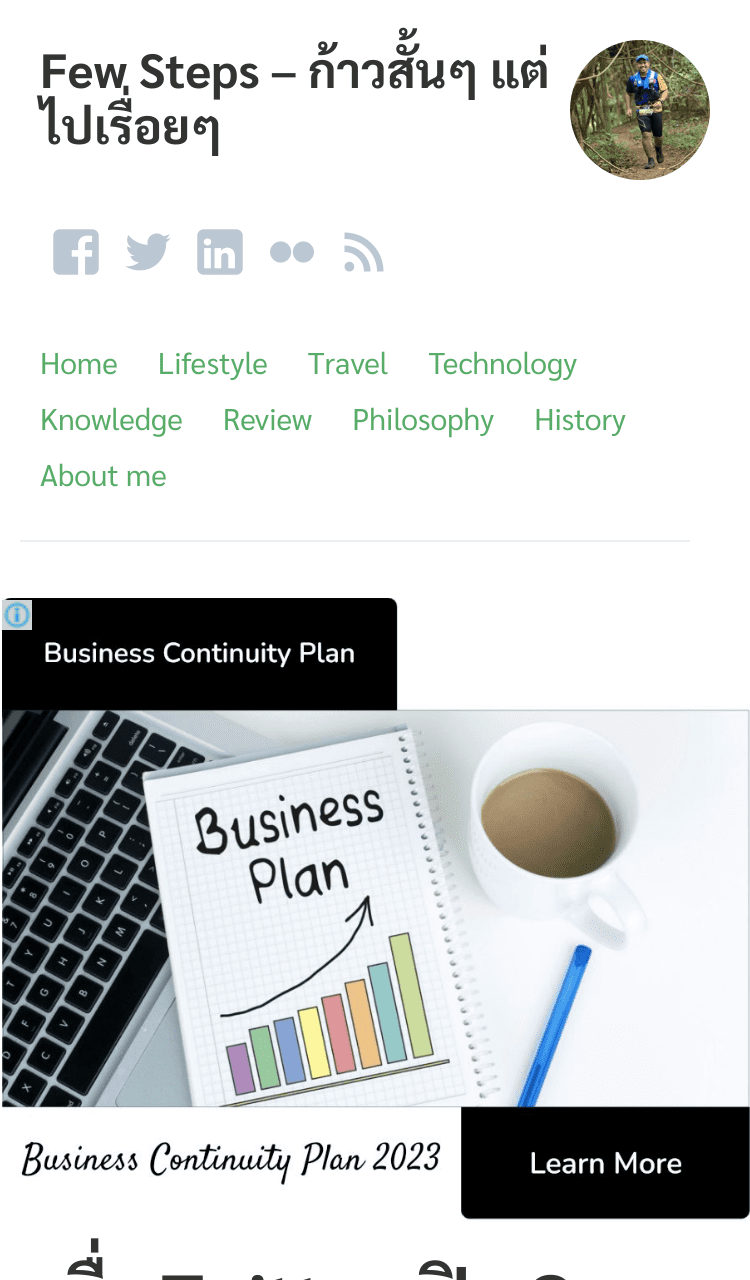 Few Steps – ก้าวสั้นๆ แต่
ไปเรื่อยๆ
Home Lifestyle Travel Technology
Knowledge Review Philosophy History
About me
Business Continuity Plan
Business
Plan
Business Continuity Plan 2023
Learn More